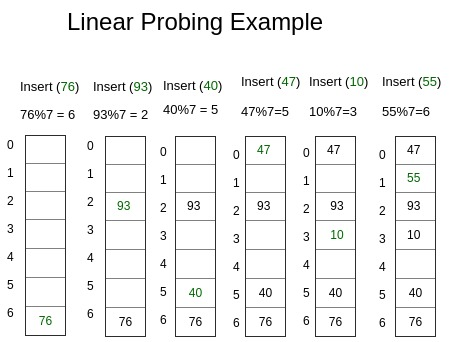 Linear Probing Example
Insert (76) Insert (93) Insert (40) Insert (47) Insert (10) Insert (55)
76%7 = 6 93%7 = 2 40%7 = 5 47%7=5 10%7=3 55%7=6
0 0 0 0 47 0 47 0 47
1 1 1 1 1 1 55
2 2 93 2 93 2 93 2 93 2 93
3 3 3 3 3 10 3 10
4 4 4 4 4 4
5 5 5 40 5 40 5 40 5 40
6 76 6 76 6 76 6 76 6 76 6 76